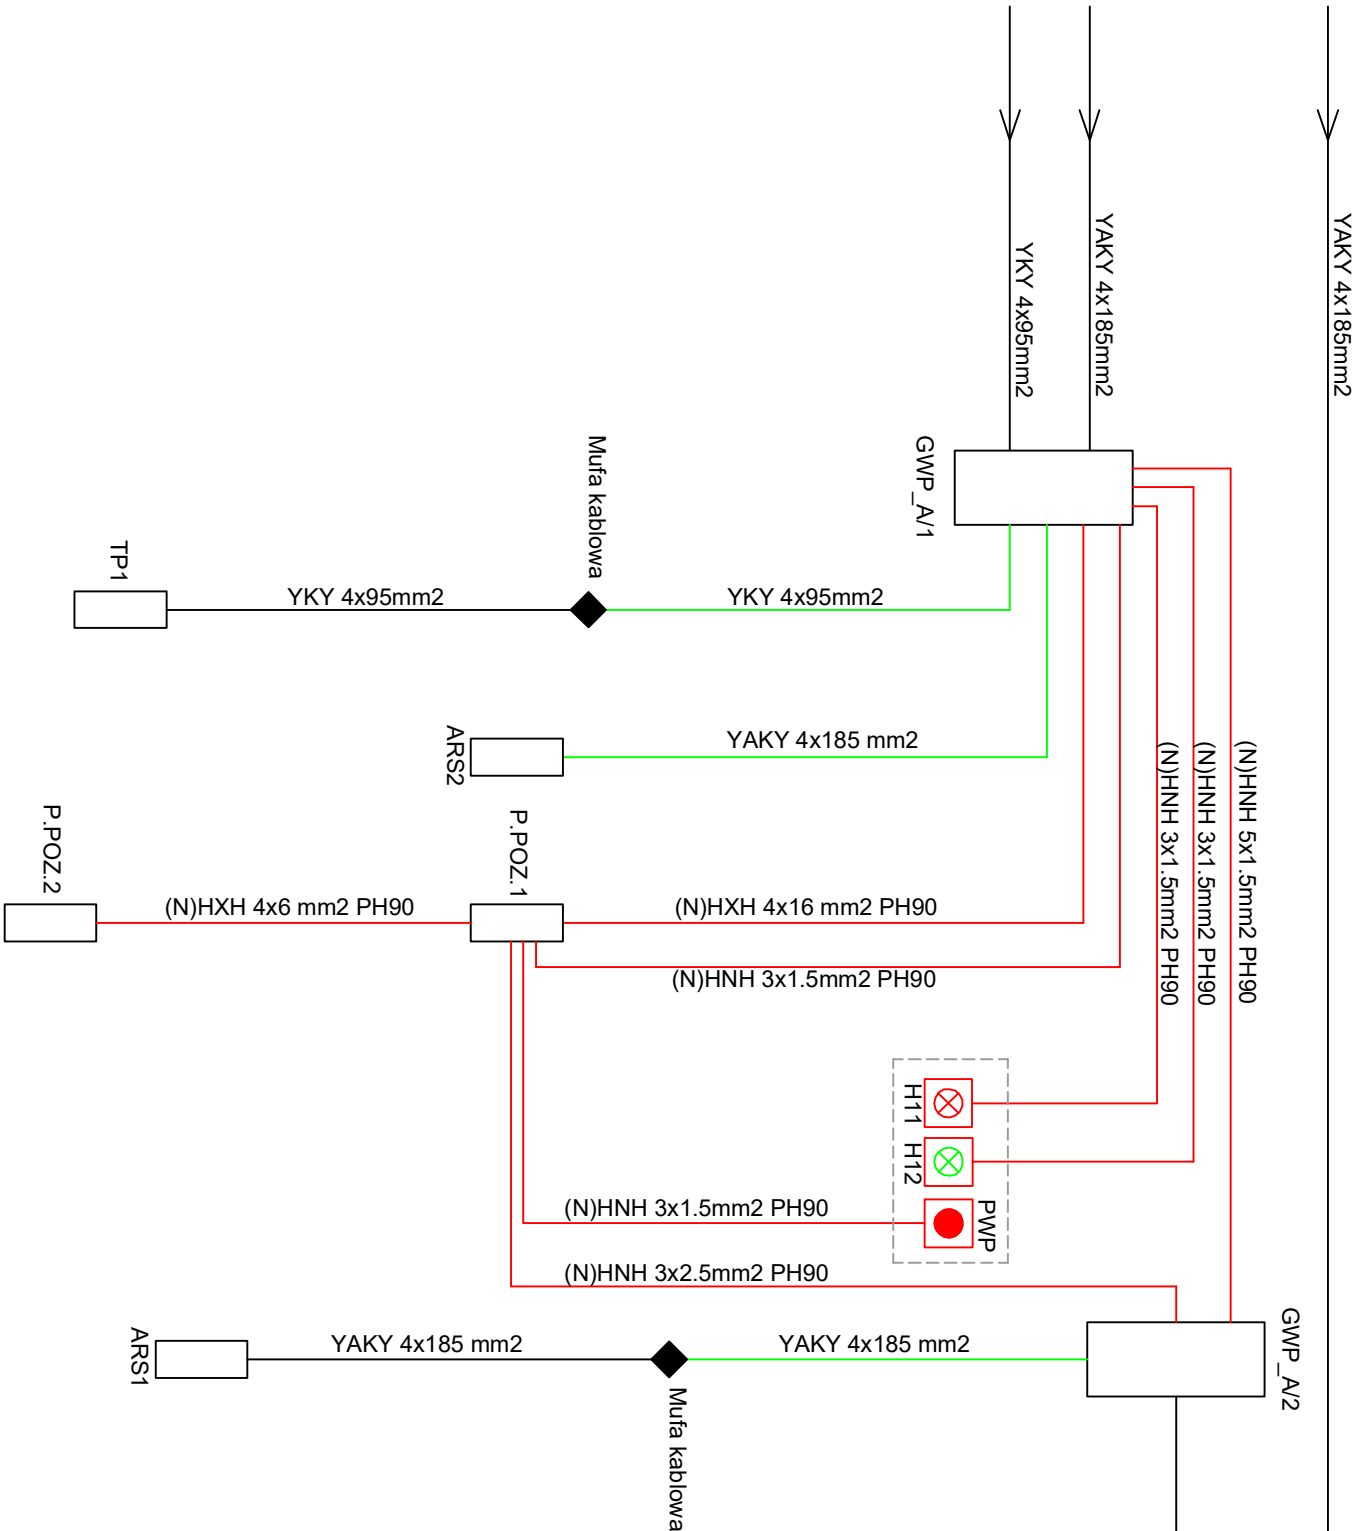 YAKY 4x185mm2
YAKY 4x185mm2
YKY 4x95mm2
GWP_A/1
Mufa kablowa
TP1
YKY 4x95mm2
YKY 4x95mm2
ARS2
YAKY 4x185 mm2
(N)HNH 3x1.5mm2 PH90
(N)HNH 3x1.5mm2 PH90
(N)HNH 5x1.5mm2 PH90
P.POZ.2
P.POZ.1
(N)HXH 4x6 mm2 PH90
(N)HXH 4x16 mm2 PH90
(N)HNH 3x1.5mm2 PH90
H11
H12
PWP
(N)HNH 3x1.5mm2 PH90
(N)HNH 3x2.5mm2 PH90
GWP_A/2
ARS1
YAKY 4x185 mm2
YAKY 4x185 mm2
Mufa kablowa